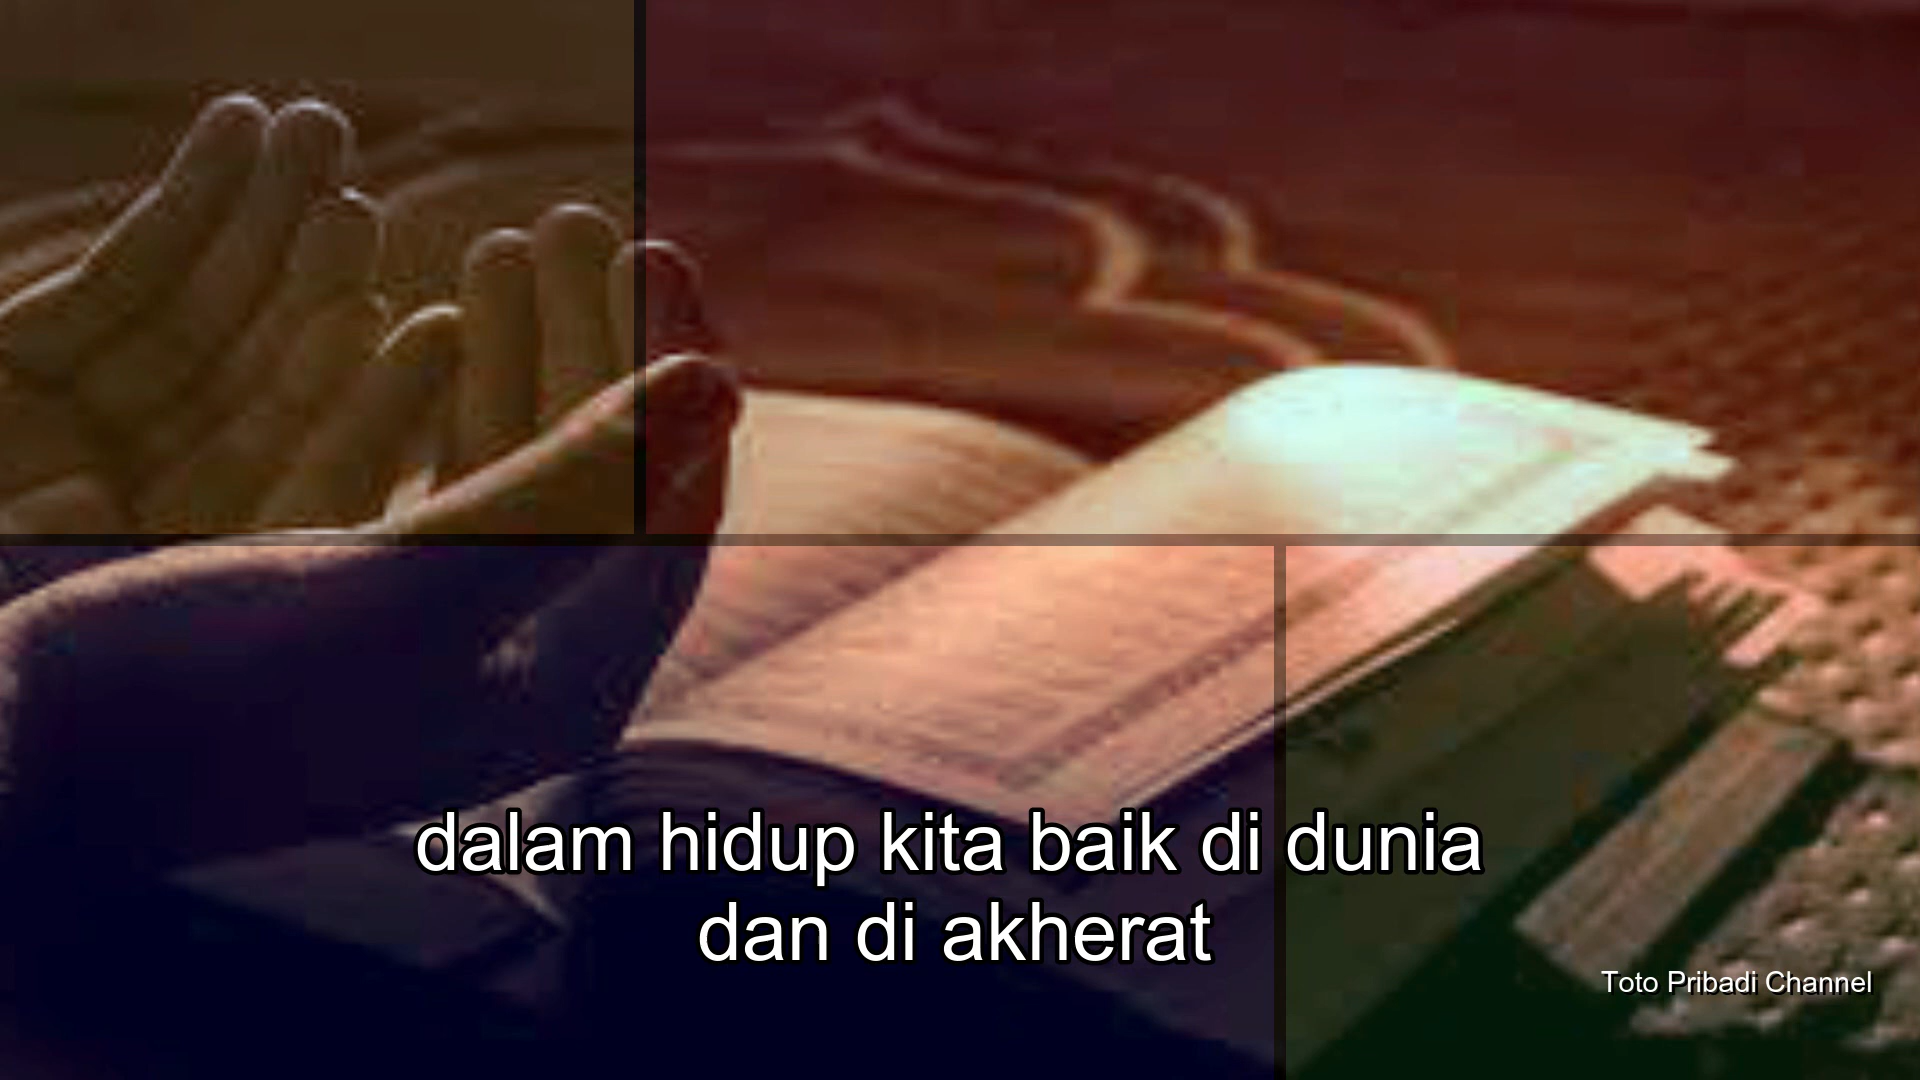 dalam hidup kita baik di dunia
dan di akherat
Toto Pribadi Channel